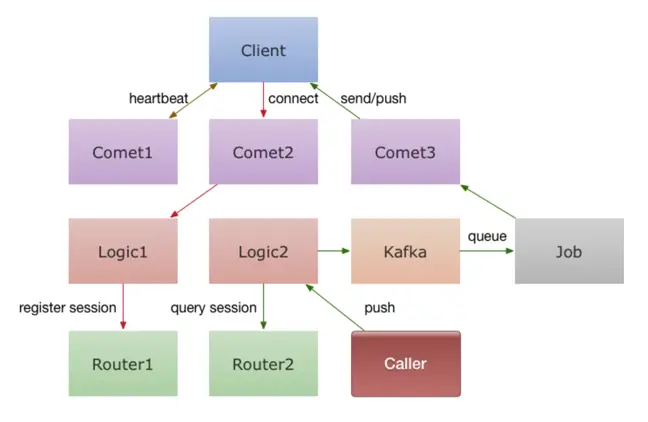 Client
heartbeat
connect
send/push
Comet1
Comet2
Comet3
Logic1
Logic2
Kafka
queue
Job
register session
query session
push
Router1
Router2
Caller